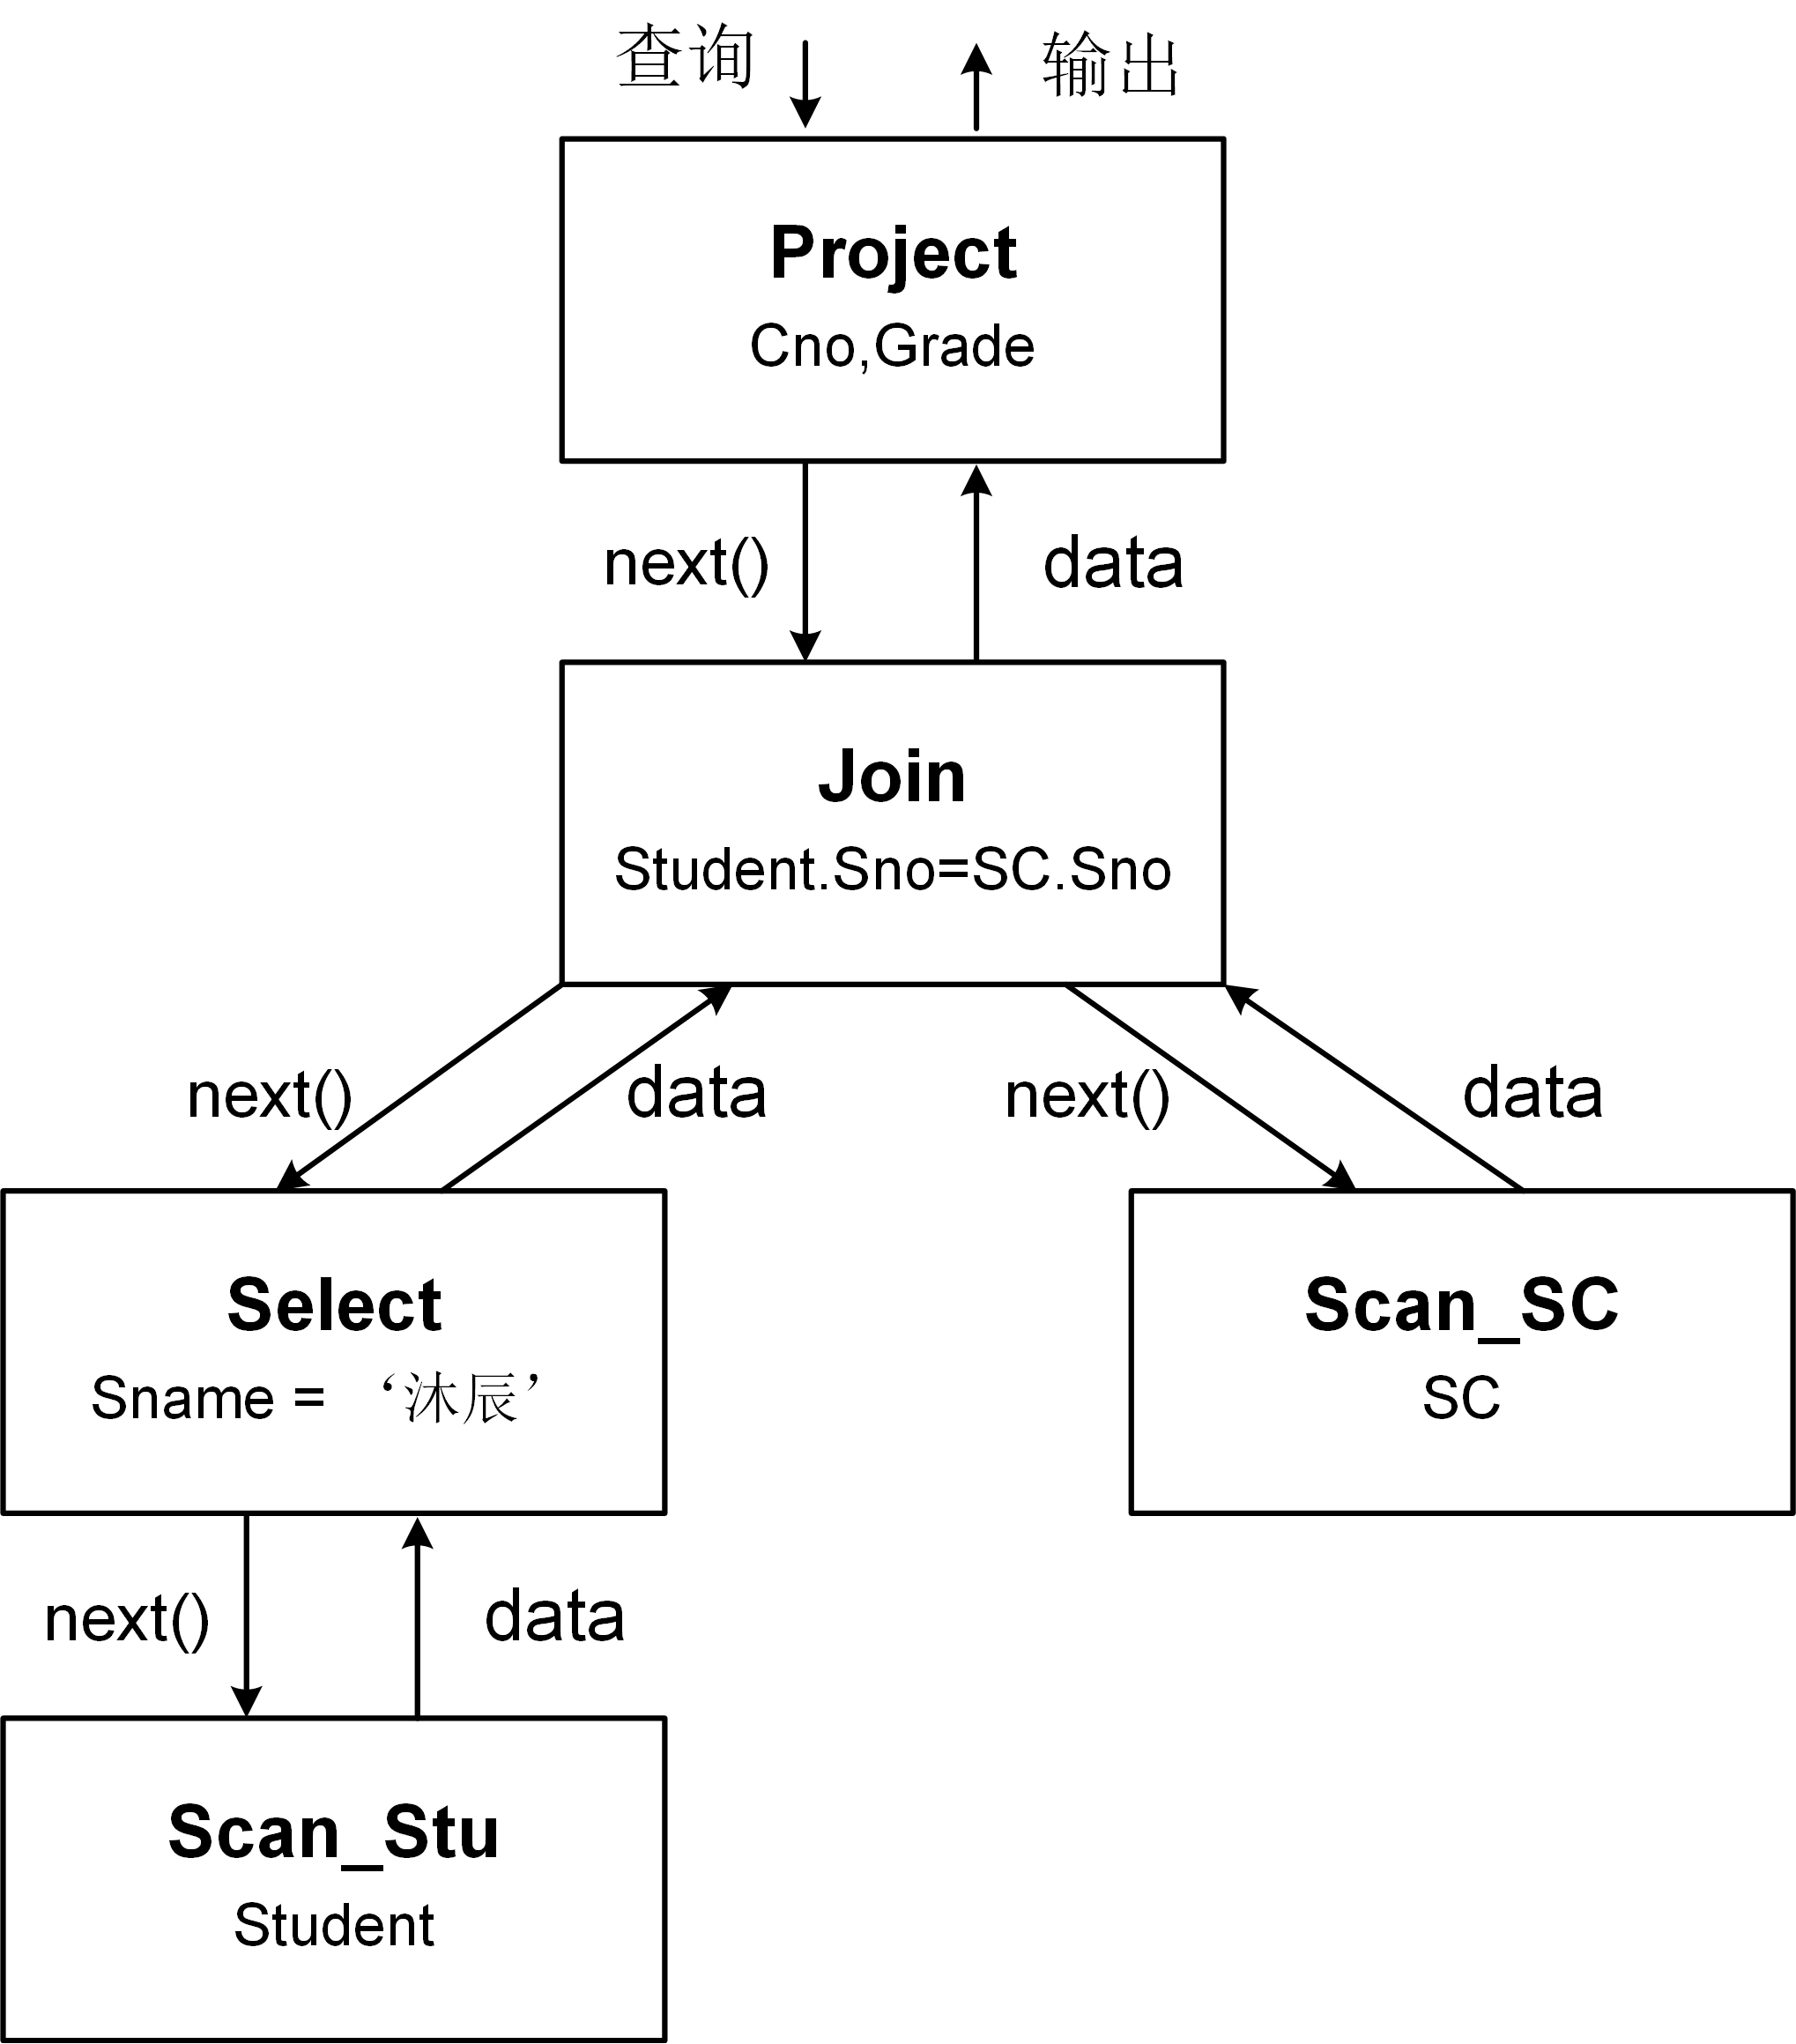 查询 输出
Project
Cno,Grade
next() data
Join
Student.Sno=SC.Sno
next() data next() data
Select
Sname = ‘沐辰’
Scan_SC
SC
next() data
Scan_Stu
Student